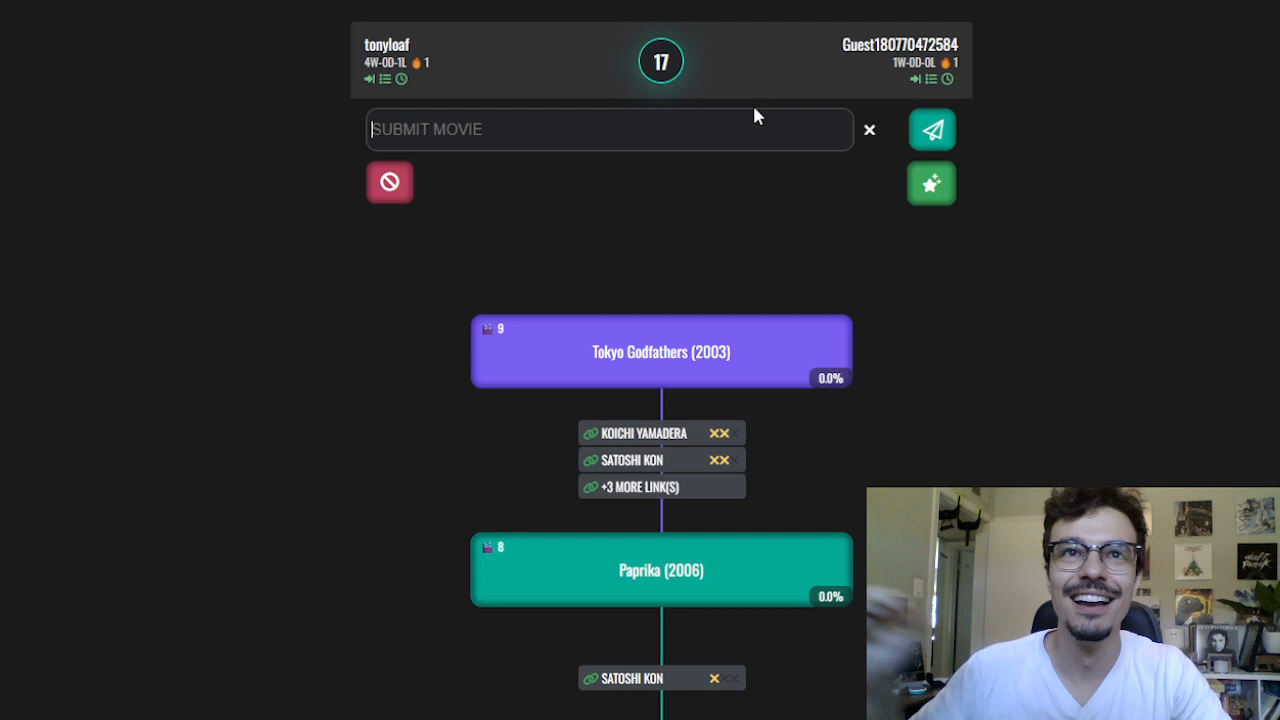 tonyloaf
4W-0D-1L 🔥 1
17
Guest180770472584
1W-0D-0L 🔥 1
SUBMIT MOVIE
9
Tokyo Godfathers (2003)
0.0%
KOICHI YAMADERA
SATOSHI KON
+3 MORE LINK(S)
8
Paprika (2006)
0.0%
SATOSHI KON